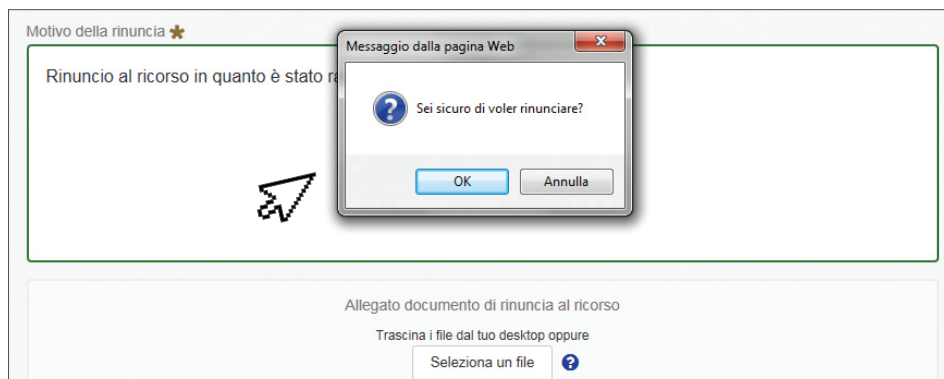 Motivo della rinuncia
Messaggio dalla pagina Web
Rinuncio al ricorso in quanto è stato
Sei sicuro di voler rinunciare?
OK
Annulla
Allegato documento di rinuncia al ricorso
Trascina i file dal tuo desktop oppure
Seleziona un file